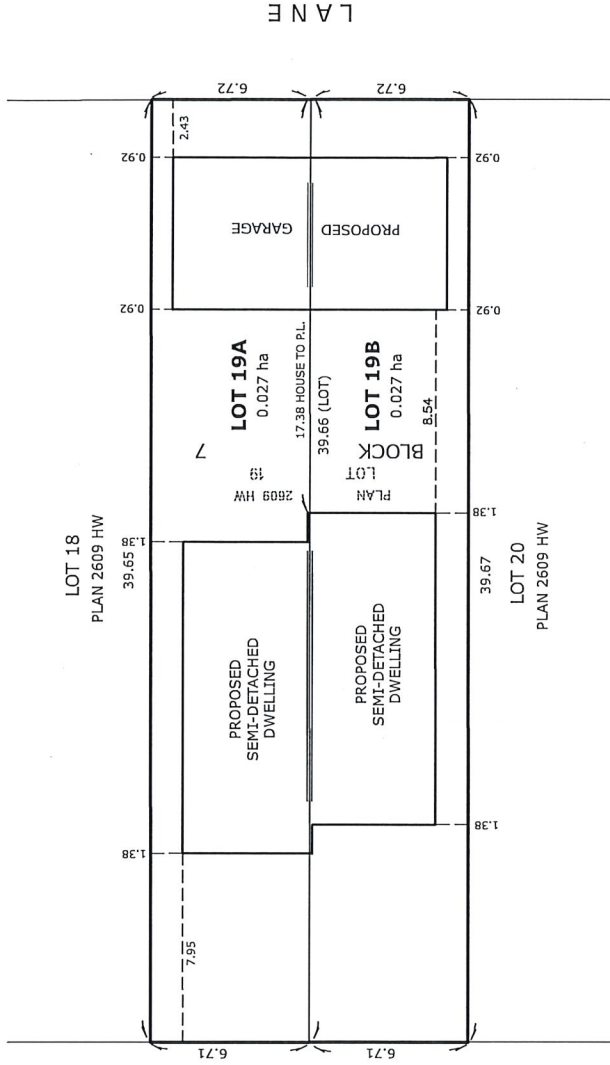 LANE
6.72
6.72
2.43
0.92
0.92
GARAGE
PROPOSED
0.92
0.92
LOT 19A
0.027 ha
17.38 HOUSE TO P.L.
39.66 (LOT)
LOT 19B
0.027 ha
8.54
7
BLOCK
19
LOT
2609 HW
PLAN
LOT 18
PLAN 2609 HW
39.65
1.38
1.38
39.67
LOT 20
PLAN 2609 HW
PROPOSED
SEMI-DETACHED
DWELLING
PROPOSED
SEMI-DETACHED
DWELLING
1.38
1.38
7.95
6.71
6.71